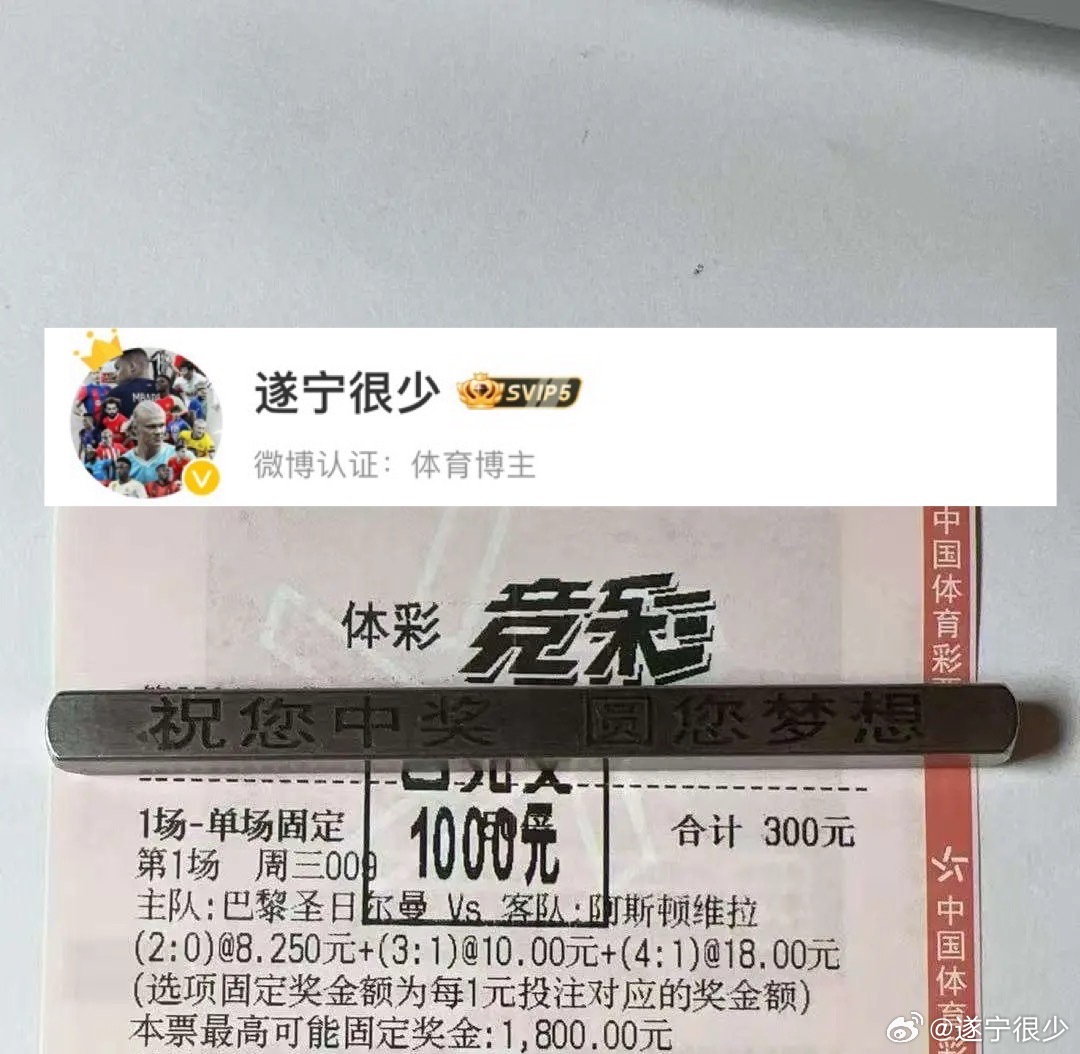 遂宁很少 SVIP5
微博认证：体育博主
体彩 竞彩
祝您中奖 圆您梦想
1场-单场固定
1000元
合计 300元
第1场 周三009
主队:巴黎圣日尔曼 Vs 客队:阿斯顿维拉
(2:0)@8.250元+(3:1)@10.00元+(4:1)@18.00元
(选项固定奖金额为每1元投注对应的奖金额)
本票最高可能固定奖金:1,800.00元
中国体育彩
中国体育彩
@遂宁很少